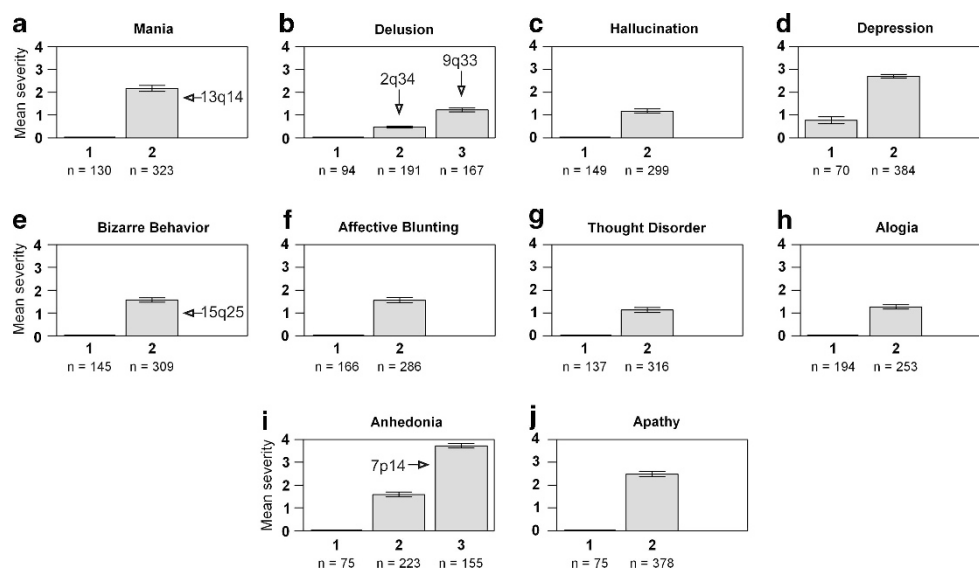 a
Mania
Mean severity
4
3
2
1
0
13q14
1 2
n = 130 n = 323
b
Delusion
4
3
2
1
0
2q34
9q33
1 2 3
n = 94 n = 191 n = 167
c
Hallucination
4
3
2
1
0
1 2
n = 149 n = 299
d
Depression
4
3
2
1
0
1 2
n = 70 n = 384
e
Bizarre Behavior
Mean severity
4
3
2
1
0
15q25
1 2
n = 145 n = 309
f
Affective Blunting
4
3
2
1
0
1 2
n = 166 n = 286
g
Thought Disorder
4
3
2
1
0
1 2
n = 137 n = 316
h
Alogia
4
3
2
1
0
1 2
n = 194 n = 253
i
Anhedonia
Mean severity
4
3
2
1
0
7p14
1 2 3
n = 75 n = 223 n = 155
j
Apathy
4
3
2
1
0
1 2
n = 75 n = 378